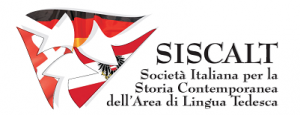 SISCALT
Società Italiana per la
Storia Contemporanea
dell'Area di Lingua Tedesca